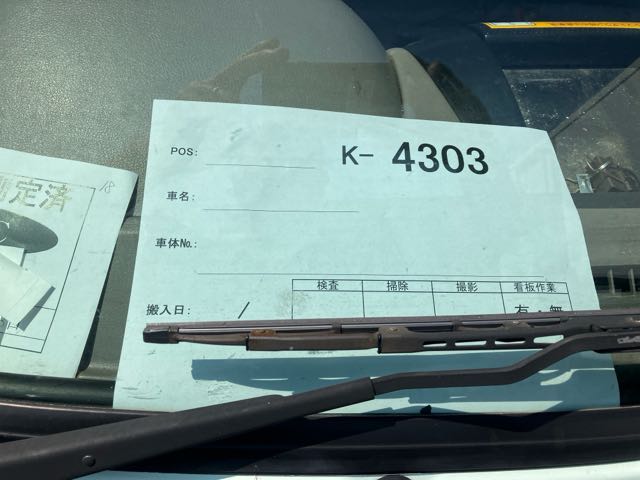 POS:
K- 4303
車名:
車体No.:
検査 掃除 撮影 看板作業
搬入日: / 有・無
定済
18